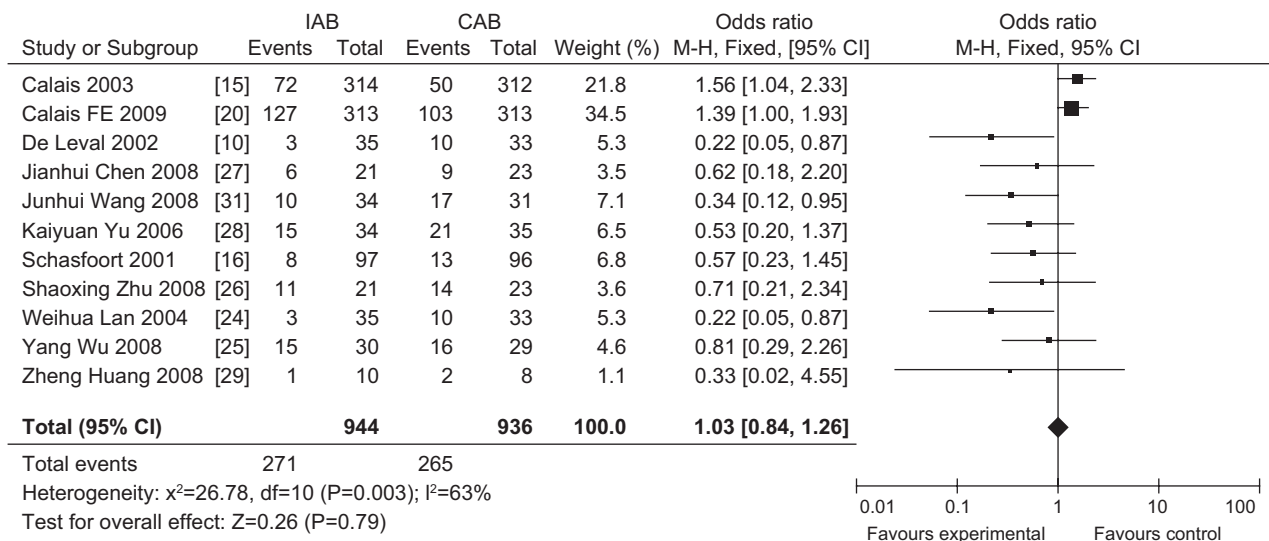 IAB CAB Odds ratio Odds ratio
Study or Subgroup Events Total Events Total Weight (%) M-H, Fixed, [95% CI] M-H, Fixed, 95% CI
Calais 2003 [15] 72 314 50 312 21.8 1.56 [1.04, 2.33]
Calais FE 2009 [20] 127 313 103 313 34.5 1.39 [1.00, 1.93]
De Leval 2002 [10] 3 35 10 33 5.3 0.22 [0.05, 0.87]
Jianhui Chen 2008 [27] 6 21 9 23 3.5 0.62 [0.18, 2.20]
Junhui Wang 2008 [31] 10 34 17 31 7.1 0.34 [0.12, 0.95]
Kaiyuan Yu 2006 [28] 15 34 21 35 6.5 0.53 [0.20, 1.37]
Schasfoort 2001 [16] 8 97 13 96 6.8 0.57 [0.23, 1.45]
Shaoxing Zhu 2008 [26] 11 21 14 23 3.6 0.71 [0.21, 2.34]
Weihua Lan 2004 [24] 3 35 10 33 5.3 0.22 [0.05, 0.87]
Yang Wu 2008 [25] 15 30 16 29 4.6 0.81 [0.29, 2.26]
Zheng Huang 2008 [29] 1 10 2 8 1.1 0.33 [0.02, 4.55]
Total (95% CI) 944 936 100.0 1.03 [0.84, 1.26]
Total events 271 265
Heterogeneity: x²=26.78, df=10 (P=0.003); I²=63%
Test for overall effect: Z=0.26 (P=0.79)
0.01 0.1 1 10 100
Favours experimental Favours control